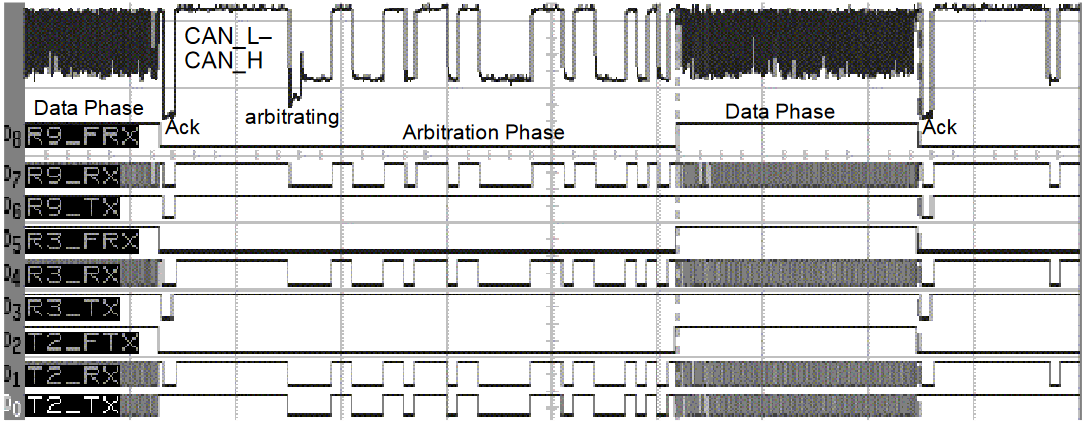 CAN_L–
CAN_H
Data Phase
Ack
arbitrating
Arbitration Phase
Data Phase
Ack
D8 R9_FRX
D7 R9_RX
D6 R9_TX
D5 R3_FRX
D4 R3_RX
D3 R3_TX
D2 T2_FTX
D1 T2_RX
D0 T2_TX